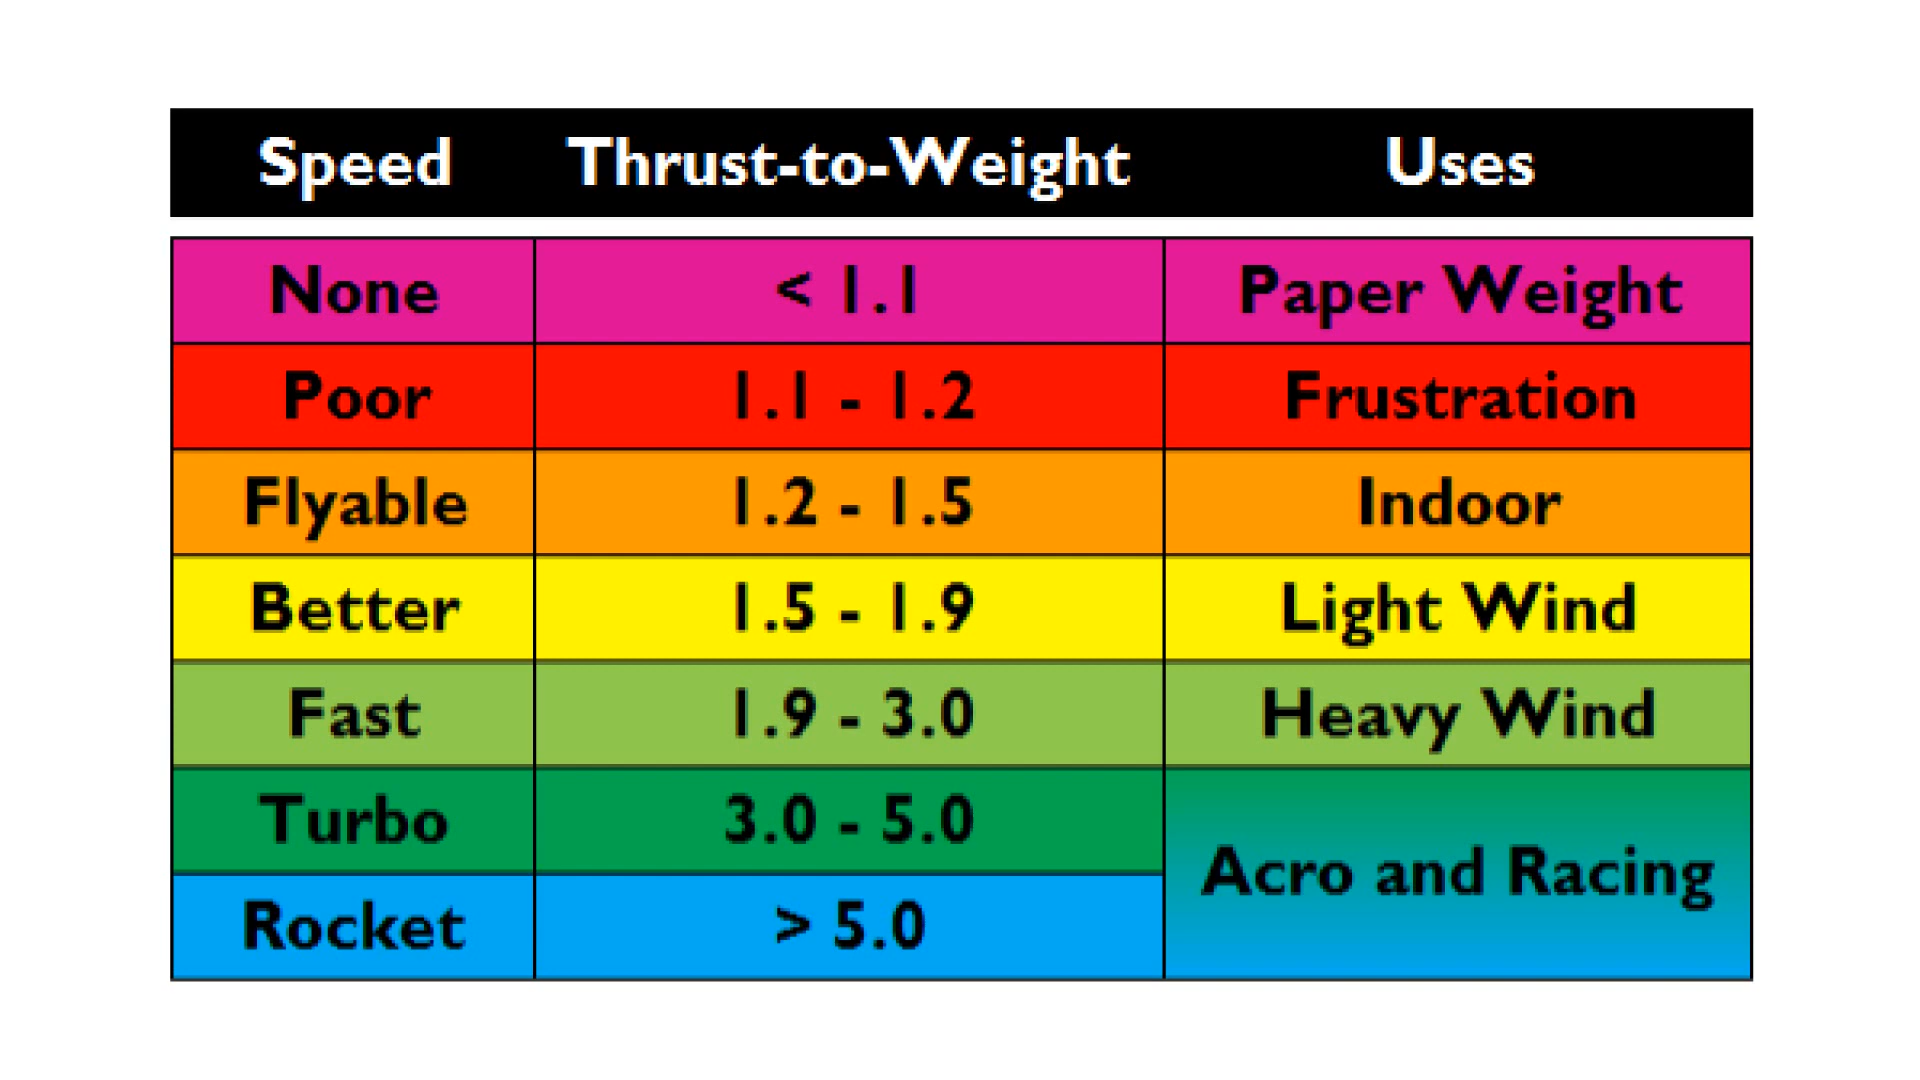 Speed Thrust-to-Weight Uses
None < 1.1 Paper Weight
Poor 1.1 - 1.2 Frustration
Flyable 1.2 - 1.5 Indoor
Better 1.5 - 1.9 Light Wind
Fast 1.9 - 3.0 Heavy Wind
Turbo 3.0 - 5.0
Acro and Racing
Rocket > 5.0